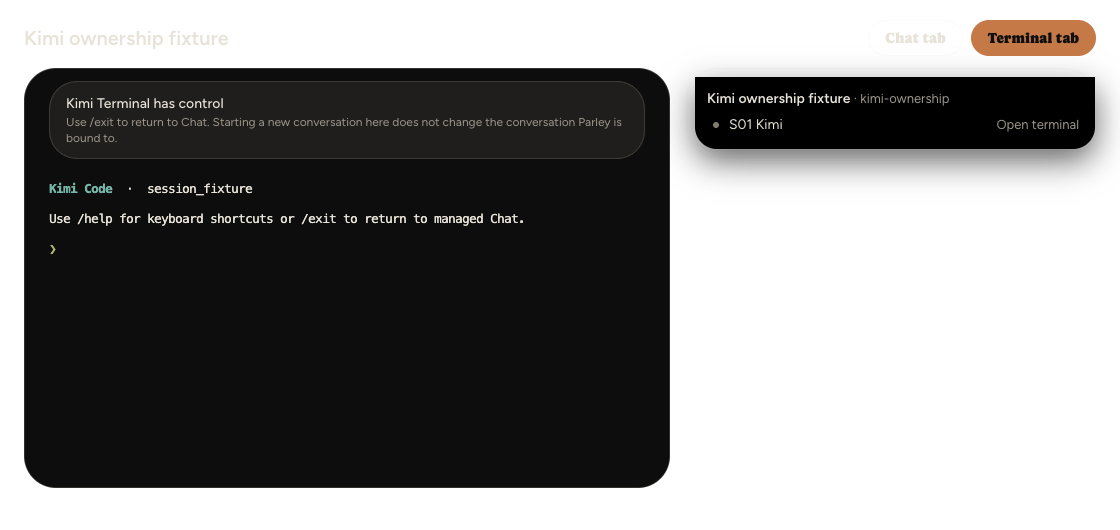 Kimi ownership fixture
Chat tab
Terminal tab
Kimi Terminal has control
Use /exit to return to Chat. Starting a new conversation here does not change the conversation Parley is
bound to.
Kimi Code · session_fixture
Use /help for keyboard shortcuts or /exit to return to managed Chat.
❯
Kimi ownership fixture · kimi-ownership
S01 Kimi
Open terminal